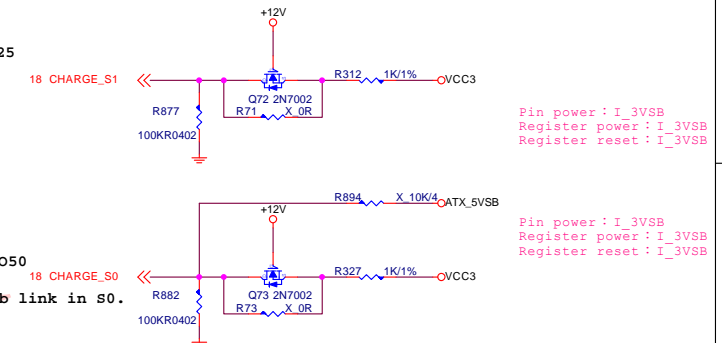 +12V
25
18 CHARGE_S1
R312 1K/1% VCC3
R877
Q72 2N7002
R71 X_0R
100KR0402
Pin power：I_3VSB
Register power：I_3VSB
Register reset：I_3VSB
R894 X_10K/4 ATX_5VSB
+12V
Pin power：I_3VSB
Register power：I_3VSB
Register reset：I_3VSB
O50
18 CHARGE_S0
R327 1K/1% VCC3
b link in S0.
R882
Q73 2N7002
R73 X_0R
100KR0402